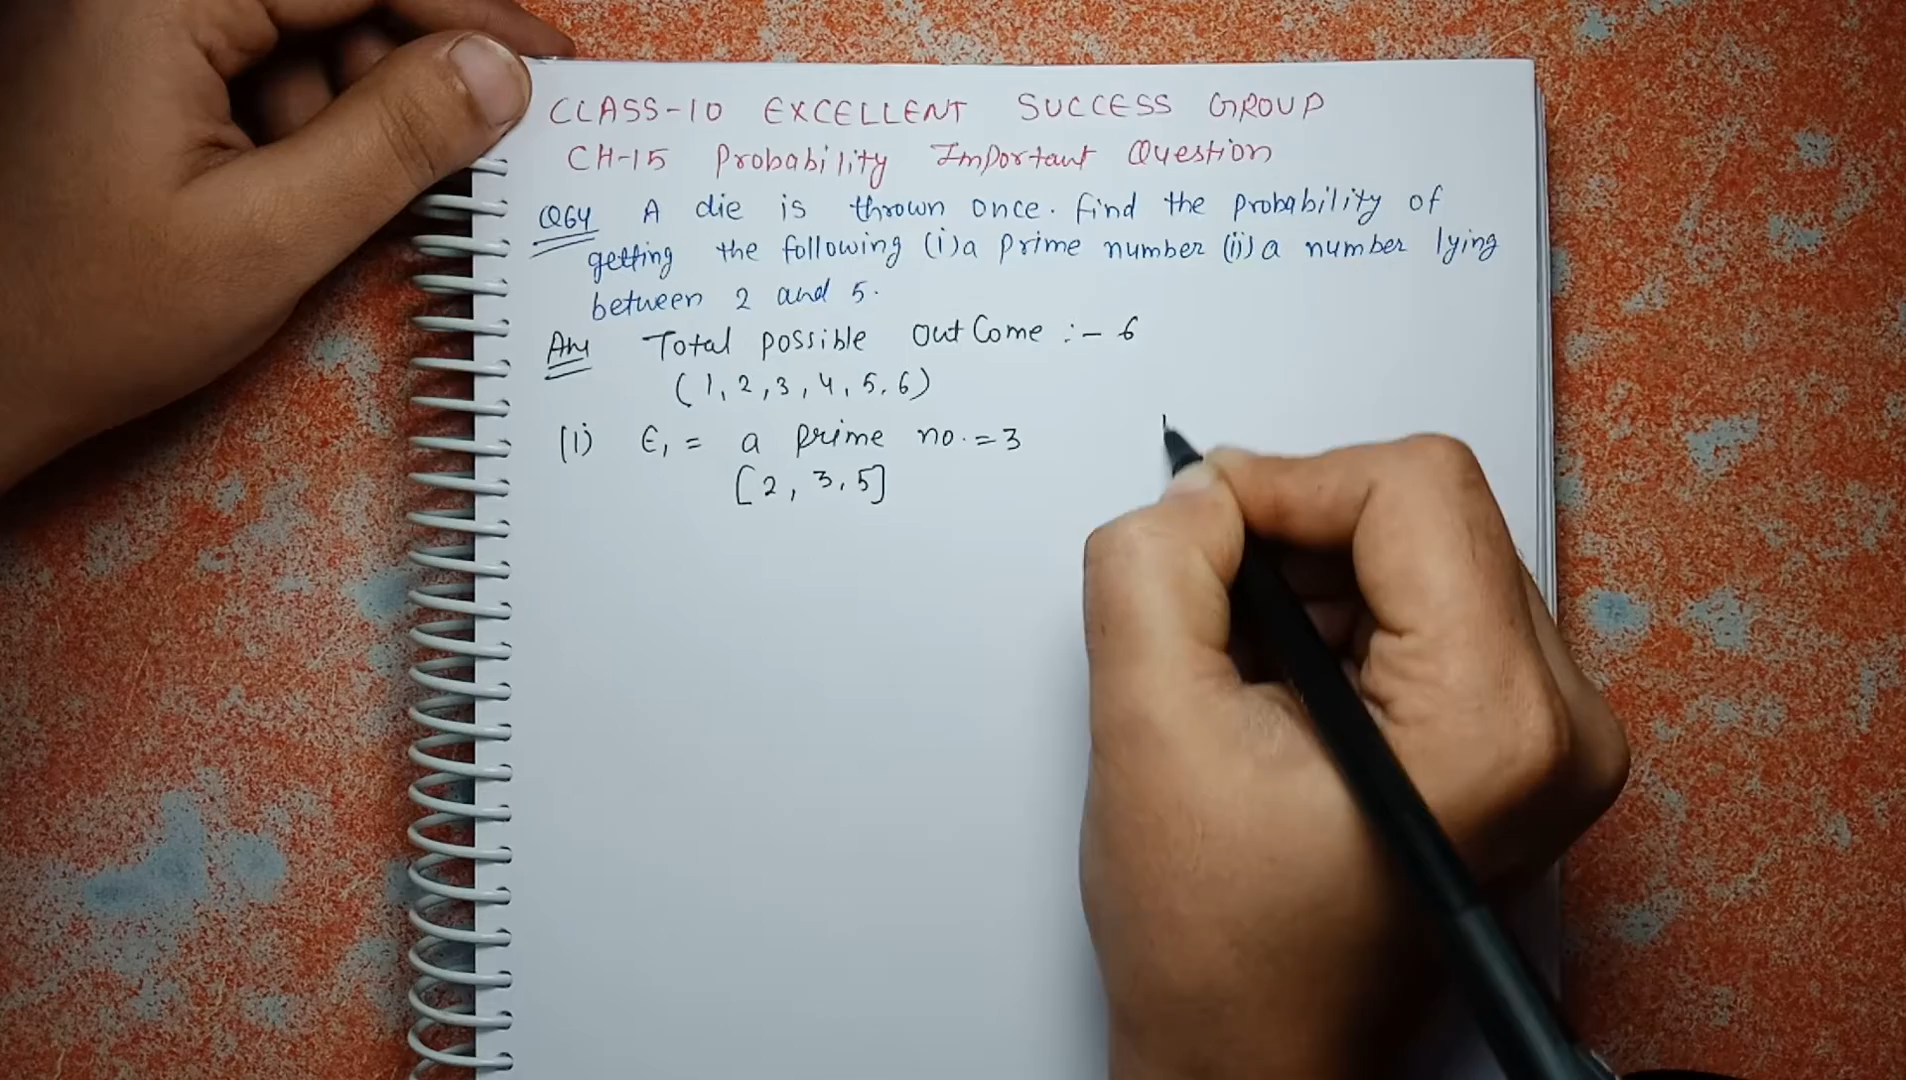 CLASS-10 EXCELLENT SUCCESS GROUP
CH-15 Probability Important Question
Q64 A die is thrown once. find the probability of
getting the following (i) a prime number (ii) a number lying
between 2 and 5.
Ans Total possible outcome :- 6
(1, 2, 3, 4, 5, 6)
(1) E₁ = a prime no. = 3
[2, 3, 5]